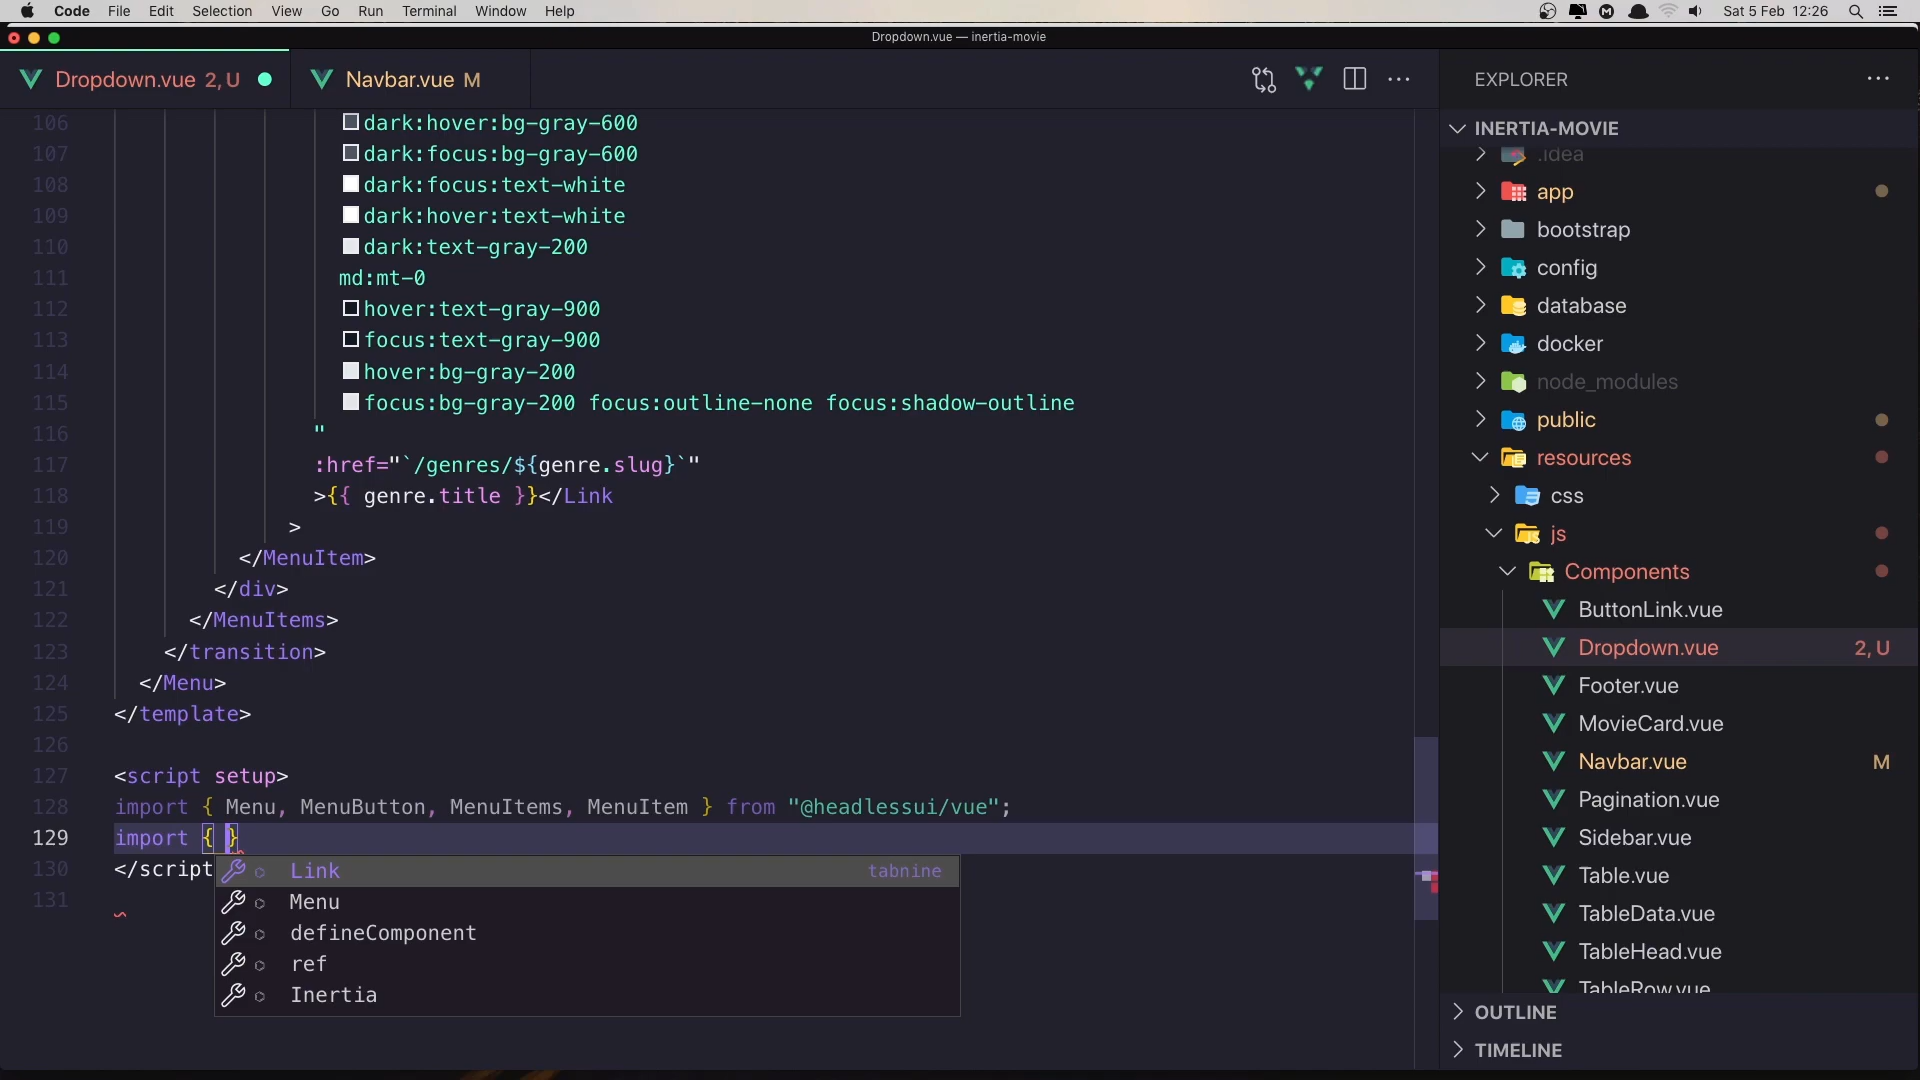 Code File Edit Selection View Go Run Terminal Window Help Sat 5 Feb 12:26
Dropdown.vue — inertia-movie
Dropdown.vue 2, U Navbar.vue M
106 dark:hover:bg-gray-600
107 dark:focus:bg-gray-600
108 dark:focus:text-white
109 dark:hover:text-white
110 dark:text-gray-200
111 md:mt-0
112 hover:text-gray-900
113 focus:text-gray-900
114 hover:bg-gray-200
115 focus:bg-gray-200 focus:outline-none focus:shadow-outline
116 "
117 :href="`/genres/${genre.slug}`"
118 >{{ genre.title }}</Link
119 >
120 </MenuItem>
121 </div>
122 </MenuItems>
123 </transition>
124 </Menu>
125 </template>
126
127 <script setup>
128 import { Menu, MenuButton, MenuItems, MenuItem } from "@headlessui/vue";
129 import { }
130 </script
131
Link tabnine
Menu
defineComponent
ref
Inertia
EXPLORER
INERTIA-MOVIE
.idea
app
bootstrap
config
database
docker
node_modules
public
resources
css
js
Components
ButtonLink.vue
Dropdown.vue 2, U
Footer.vue
MovieCard.vue
Navbar.vue M
Pagination.vue
Sidebar.vue
Table.vue
TableData.vue
TableHead.vue
TableRow.vue
OUTLINE
TIMELINE